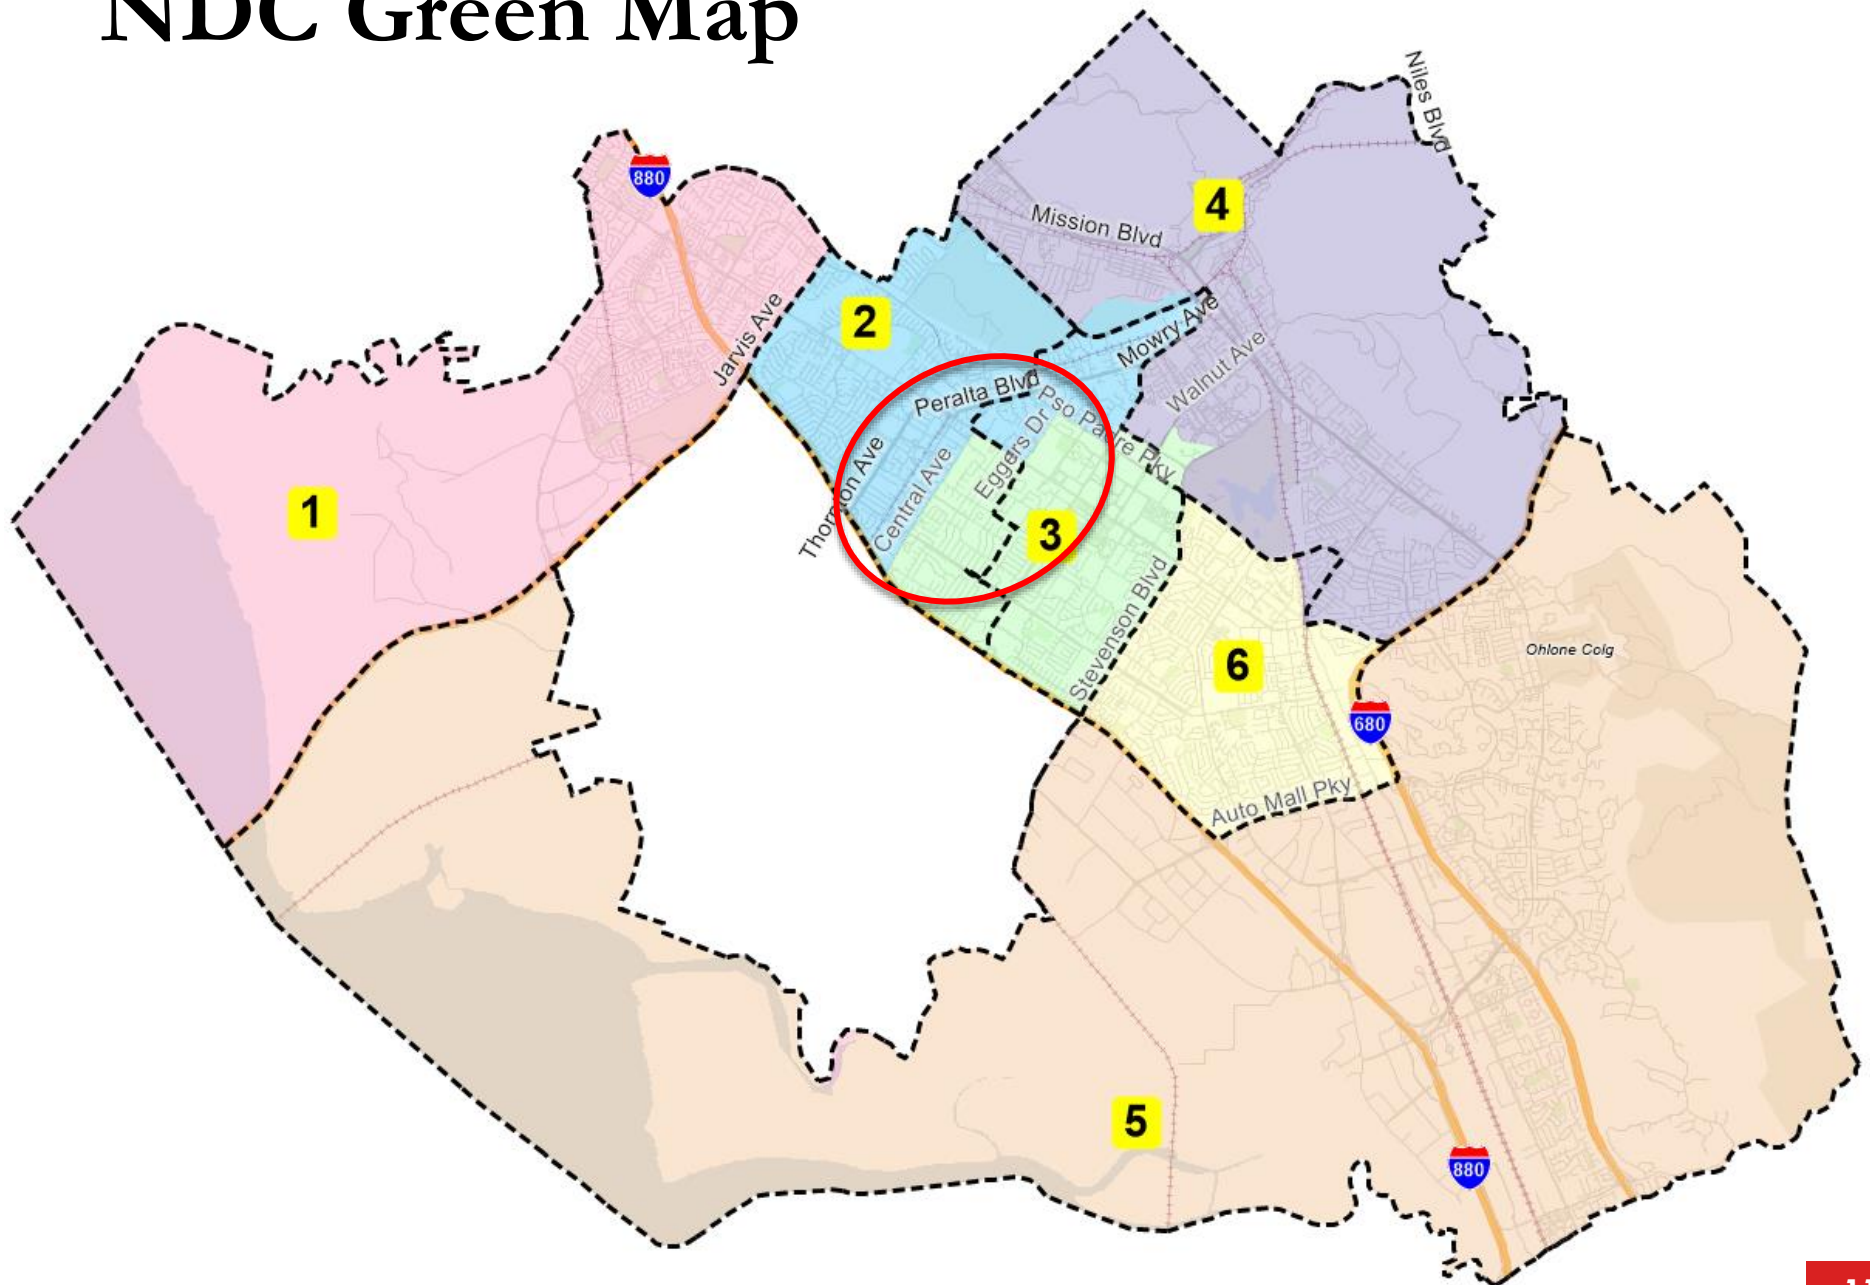 NDC Green Map
Niles Blvd
880
4
Mission Blvd
Jarvis Ave
2
Mowry Ave
Walnut Ave
Peralta Blvd
Pso Padre Pky
Eggers Dr
Thornton Ave
Central Ave
1
3
Stevenson Blvd
6
Ohlone Colg
680
Auto Mall Pky
5
880